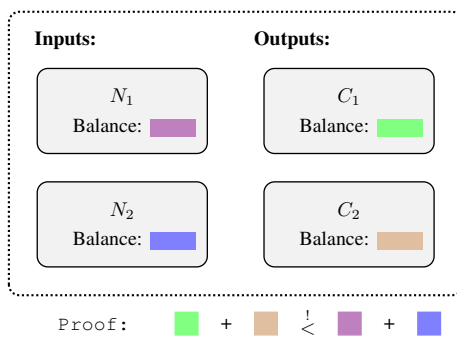 Inputs: Outputs:
N₁ C₁
Balance: Balance:
N₂ C₂
Balance: Balance:
Proof: + !< +